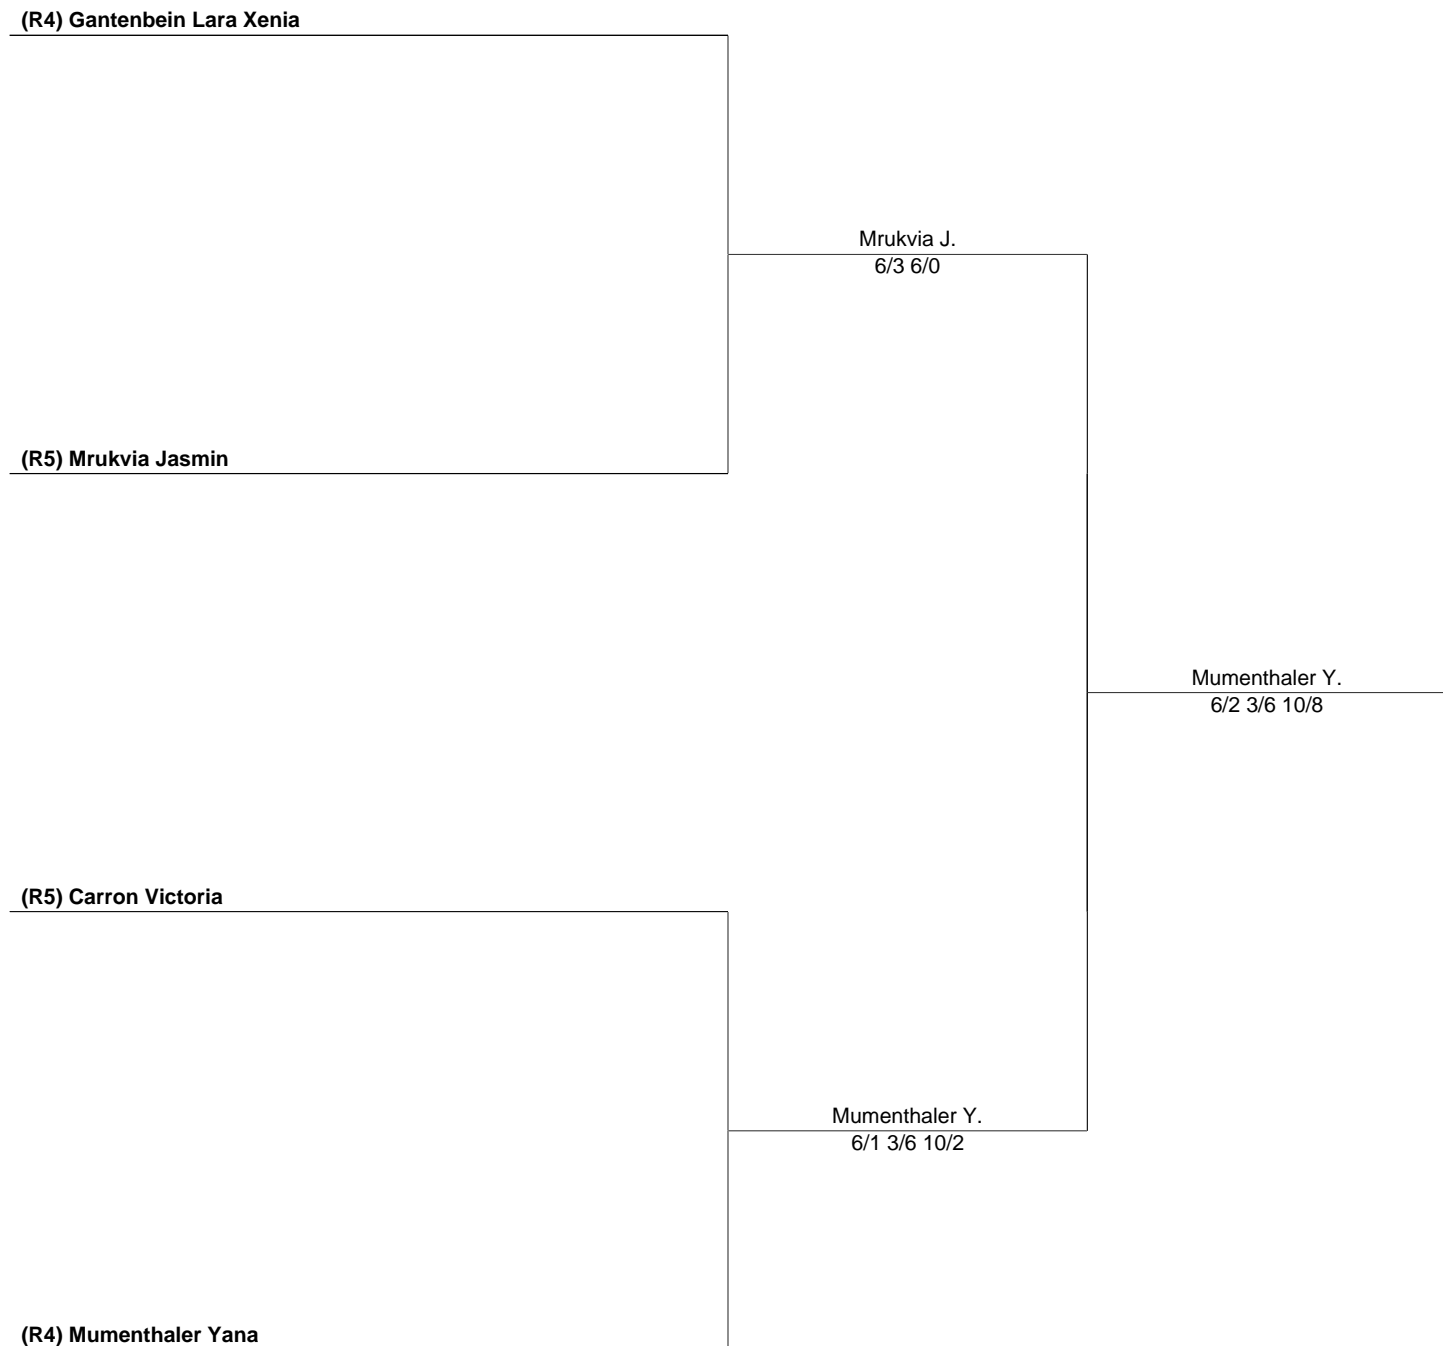 (R4) Gantenbein Lara Xenia
Mrukvia J.
6/3 6/0
(R5) Mrukvia Jasmin
Mumenthaler Y.
6/2 3/6 10/8
(R5) Carron Victoria
Mumenthaler Y.
6/1 3/6 10/2
(R4) Mumenthaler Yana